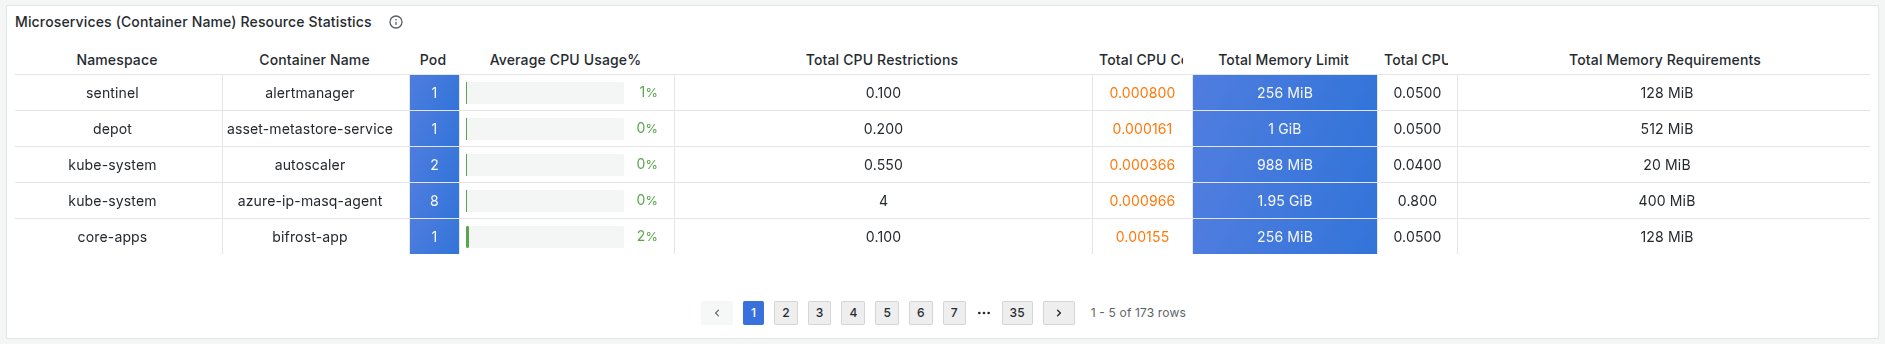 Microservices (Container Name) Resource Statistics
Namespace Container Name Pod Average CPU Usage% Total CPU Restrictions Total CPU Total Memory Limit Total CPU Total Memory Requirements
sentinel alertmanager 1 1% 0.100 0.000800 256 MiB 0.0500 128 MiB
depot asset-metastore-service 1 0% 0.200 0.000161 1 GiB 0.0500 512 MiB
kube-system autoscaler 2 0% 0.550 0.000366 988 MiB 0.0400 20 MiB
kube-system azure-ip-masq-agent 8 0% 4 0.000966 1.95 GiB 0.800 400 MiB
core-apps bifrost-app 1 2% 0.100 0.00155 256 MiB 0.0500 128 MiB
‹ 1 2 3 4 5 6 7 ··· 35 › 1 - 5 of 173 rows